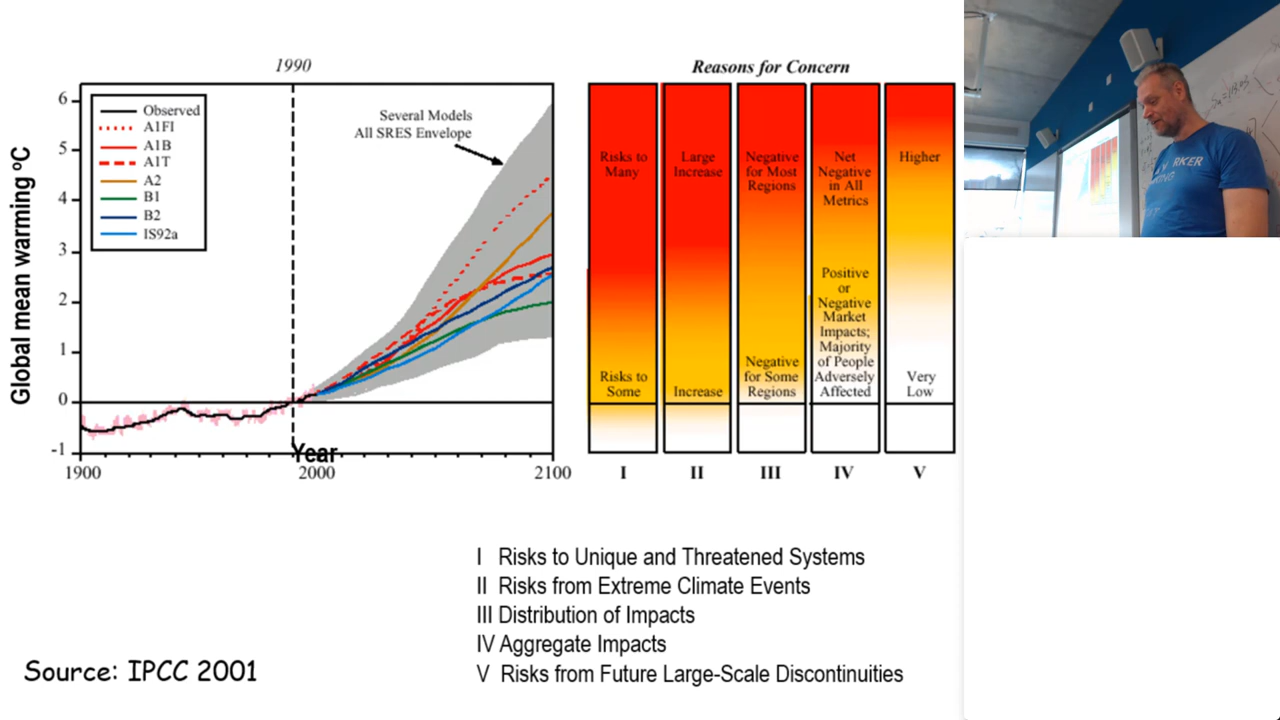 1990
Reasons for Concern
Global mean warming °C
6
5
4
3
2
1
0
-1
Observed
A1FI
A1B
A1T
A2
B1
B2
IS92a
Several Models
All SRES Envelope
Year
1900
2000
2100
Risks to
Many
Risks to
Some
Large
Increase
Increase
Negative
for Most
Regions
Negative
for Some
Regions
Net
Negative
in All
Metrics
Positive
or
Negative
Market
Impacts;
Majority
of People
Adversely
Affected
Higher
Very
Low
I
II
III
IV
V
I Risks to Unique and Threatened Systems
II Risks from Extreme Climate Events
III Distribution of Impacts
IV Aggregate Impacts
V Risks from Future Large-Scale Discontinuities
Source: IPCC 2001